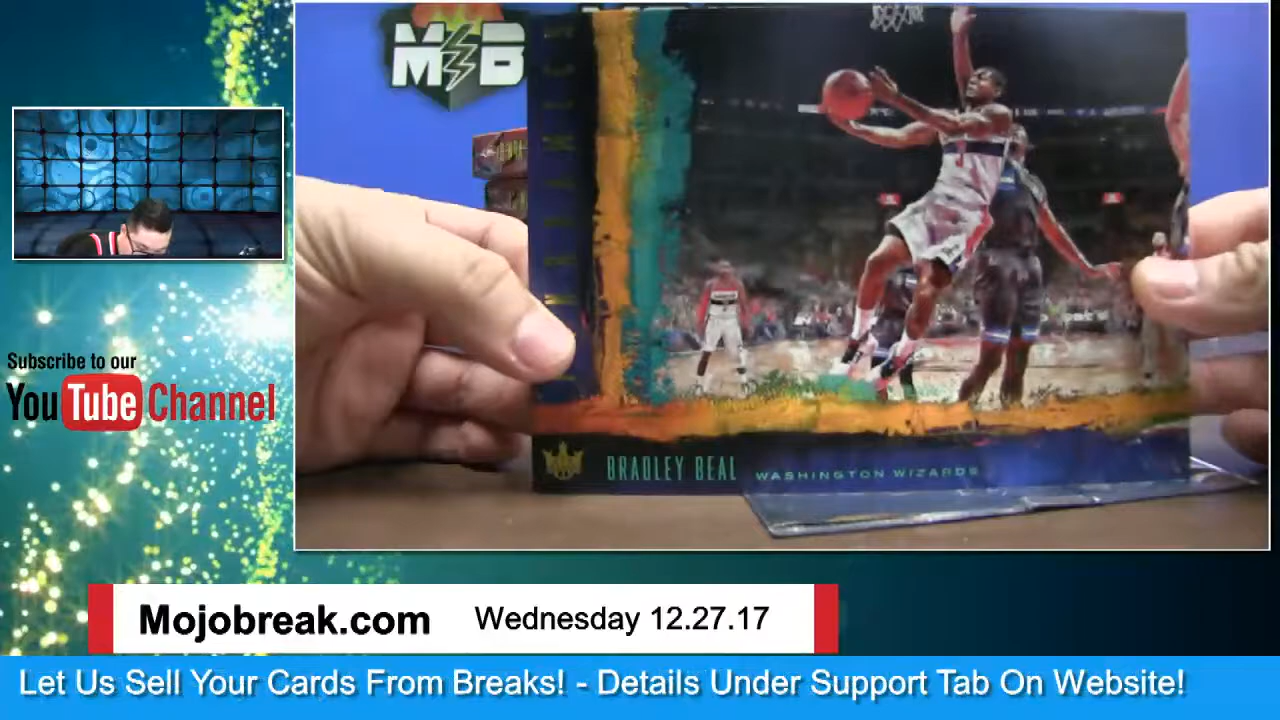 MB
Subscribe to our
YouTube Channel
BRADLEY BEAL WASHINGTON WIZARDS
Mojobreak.com Wednesday 12.27.17
Let Us Sell Your Cards From Breaks! - Details Under Support Tab On Website!